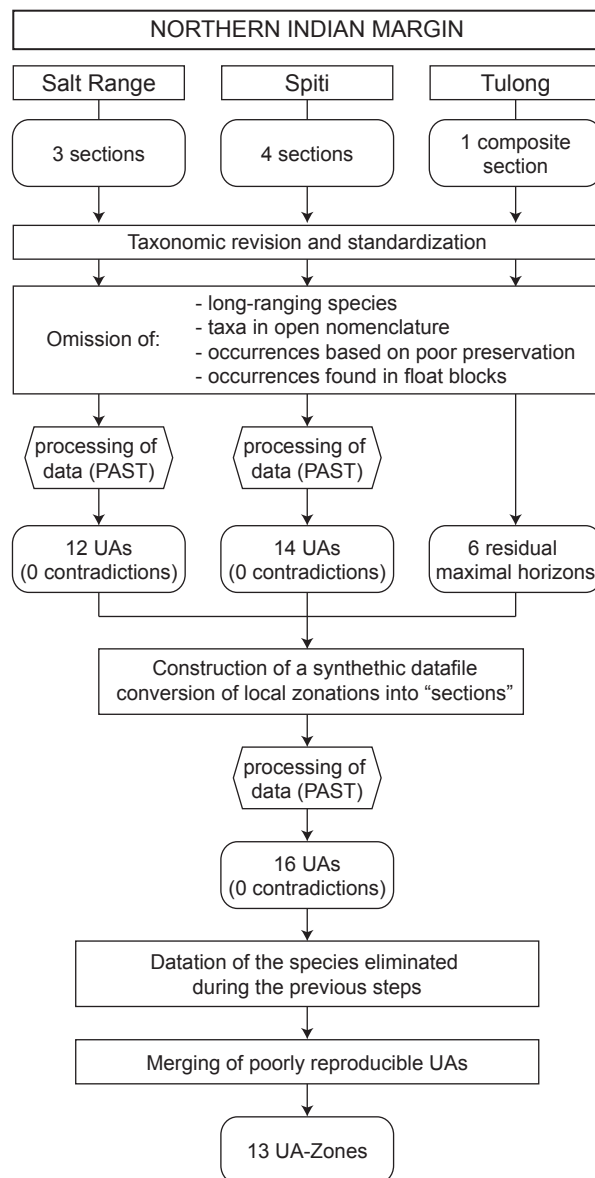 NORTHERN INDIAN MARGIN
Salt Range
Spiti
Tulong
3 sections
4 sections
1 composite
section
Taxonomic revision and standardization
Omission of:
- long-ranging species
- taxa in open nomenclature
- occurrences based on poor preservation
- occurrences found in float blocks
processing of
data (PAST)
processing of
data (PAST)
12 UAs
(0 contradictions)
14 UAs
(0 contradictions)
6 residual
maximal horizons
Construction of a synthethic datafile
conversion of local zonations into “sections”
processing of
data (PAST)
16 UAs
(0 contradictions)
Datation of the species eliminated
during the previous steps
Merging of poorly reproducible UAs
13 UA-Zones